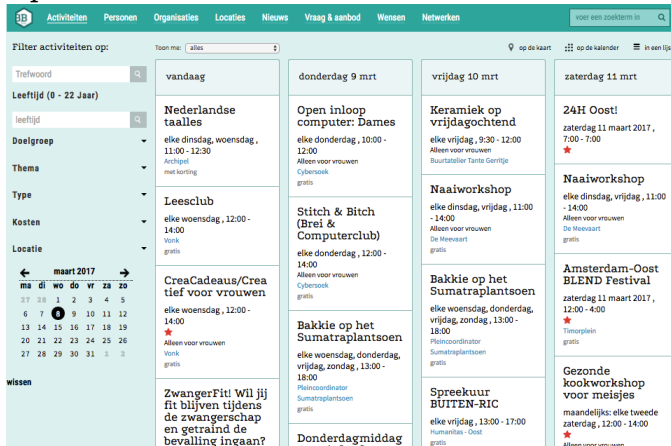 BB Activiteiten Personen Organisaties Locaties Nieuws Vraag & aanbod Wensen Netwerken voer een zoekterm in
Filter activiteiten op:
Toon me: alles
op de kaart op de kalender in een lijs
Trefwoord
Leeftijd (0 - 22 Jaar)
leeftijd
Doelgroep
Thema
Type
Kosten
Locatie
maart 2017
ma di wo do vr za zo
27 28 1 2 3 4 5
6 7 8 9 10 11 12
13 14 15 16 17 18 19
20 21 22 23 24 25 26
27 28 29 30 31 1 2
wissen
vandaag
Nederlandse
taalles
elke dinsdag, woensdag ,
11:00 - 12:30
Archipel
met korting
Leesclub
elke woensdag , 12:00 -
14:00
Vonk
gratis
CreaCadeaus/Crea
tief voor vrouwen
elke woensdag , 12:00 -
14:00
Alleen voor vrouwen
Vonk
gratis
ZwangerFit! Wil jij
fit blijven tijdens
de zwangerschap
en getraind de
bevalling ingaan?
donderdag 9 mrt
Open inloop
computer: Dames
elke donderdag , 10:00 -
12:00
Alleen voor vrouwen
Cybersoek
gratis
Stitch & Bitch
(Brei &
Computerclub)
elke donderdag , 12:00 -
14:00
Alleen voor vrouwen
Cybersoek
gratis
Bakkie op het
Sumatraplantsoen
elke woensdag, donderdag,
vrijdag, zondag , 13:00 -
18:00
Pleincoordinator
Sumatraplantsoen
gratis
Donderdagmiddag
vrijdag 10 mrt
Keramiek op
vrijdagochtend
elke vrijdag , 9:30 - 12:00
Alleen voor vrouwen
Buurtatelier Tante Gerritje
Naaiworkshop
elke dinsdag, vrijdag , 11:00
- 14:00
Alleen voor vrouwen
De Meevaart
gratis
Bakkie op het
Sumatraplantsoen
elke woensdag, donderdag,
vrijdag, zondag , 13:00 -
18:00
Pleincoordinator
Sumatraplantsoen
gratis
Spreekuur
BUITEN-RIC
elke vrijdag , 13:00 - 17:00
Humanitas - Oost
gratis
zaterdag 11 mrt
24H Oost!
zaterdag 11 maart 2017 ,
7:00 - 7:00
Naaiworkshop
elke dinsdag, vrijdag , 11:00
- 14:00
Alleen voor vrouwen
De Meevaart
gratis
Amsterdam-Oost
BLEND Festival
zaterdag 11 maart 2017 ,
12:00 - 4:00
Timorplein
gratis
Gezonde
kookworkshop
voor meisjes
maandelijks: elke tweede
zaterdag , 12:00 - 14:00
Alleen voor vrouwen